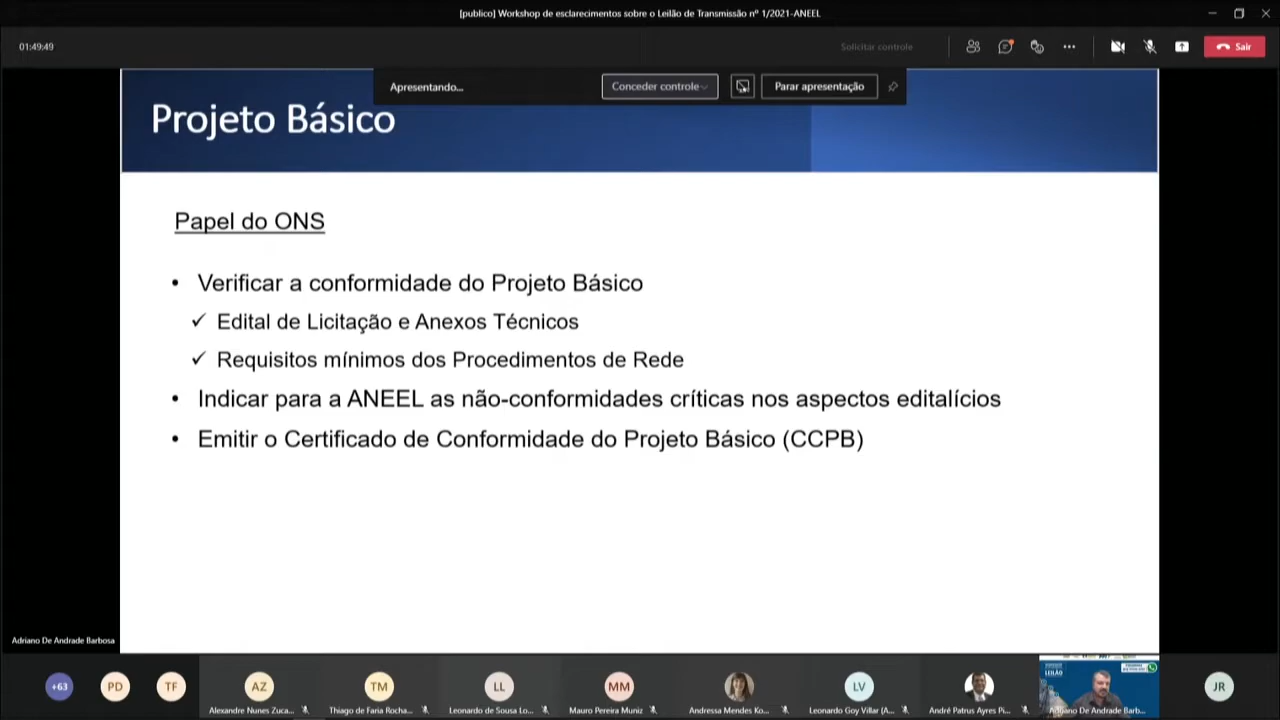 [publico] Workshop de esclarecimentos sobre o Leilão de Transmissão nº 1/2021-ANEEL
01:49:49
Solicitar controle
Sair
Apresentando...
Conceder controle
Parar apresentação
Projeto Básico
Papel do ONS
• Verificar a conformidade do Projeto Básico
✓ Edital de Licitação e Anexos Técnicos
✓ Requisitos mínimos dos Procedimentos de Rede
• Indicar para a ANEEL as não-conformidades críticas nos aspectos editalícios
• Emitir o Certificado de Conformidade do Projeto Básico (CCPB)
Adriano De Andrade Barbosa
+63
PD
TF
AZ
TM
LL
MM
LV
JR
LEILÃO
Alexandre Nunes Zuca...
Thiago de Faria Rocha...
Leonardo de Sousa Lo...
Mauro Pereira Muniz
Andressa Mendes Ko...
Leonardo Goy Villar (A...
André Patrus Ayres Pi...
Adriano De Andrade Barb...